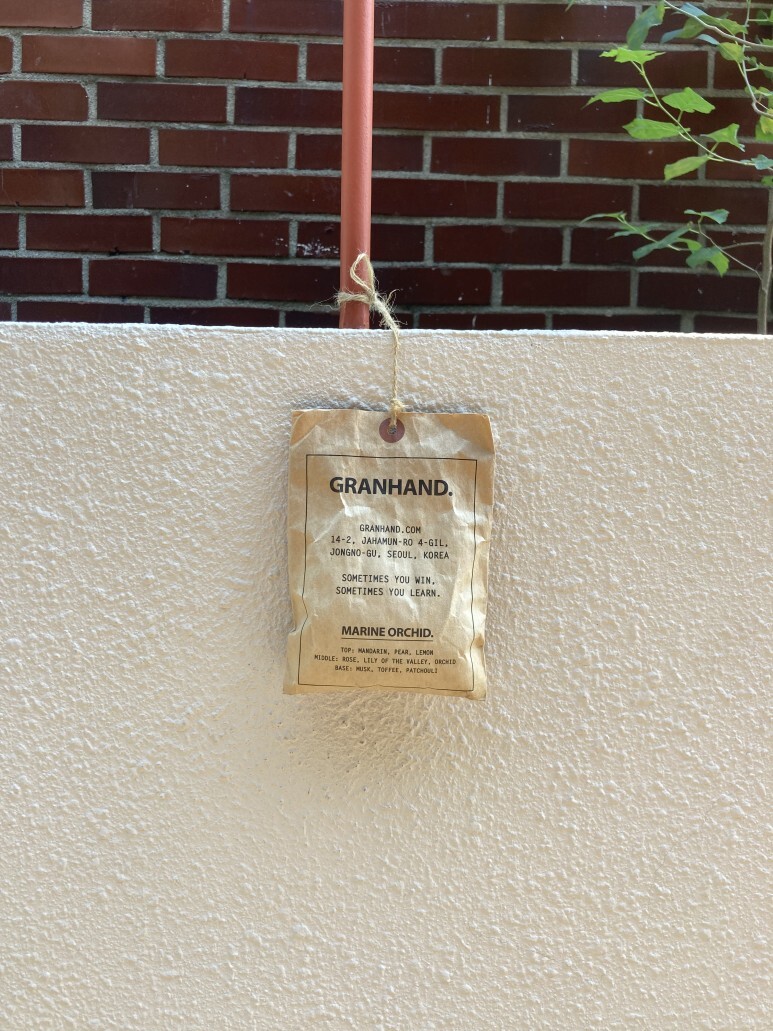 GRANHAND.
GRANHAND.COM
14-2, JAHAMUN-RO 4-GIL,
JONGNO-GU, SEOUL, KOREA
SOMETIMES YOU WIN,
SOMETIMES YOU LEARN.
MARINE ORCHID.
TOP: MANDARIN, PEAR, LEMON
MIDDLE: ROSE, LILY OF THE VALLEY, ORCHID
BASE: MUSK, TOFFEE, PATCHOULI